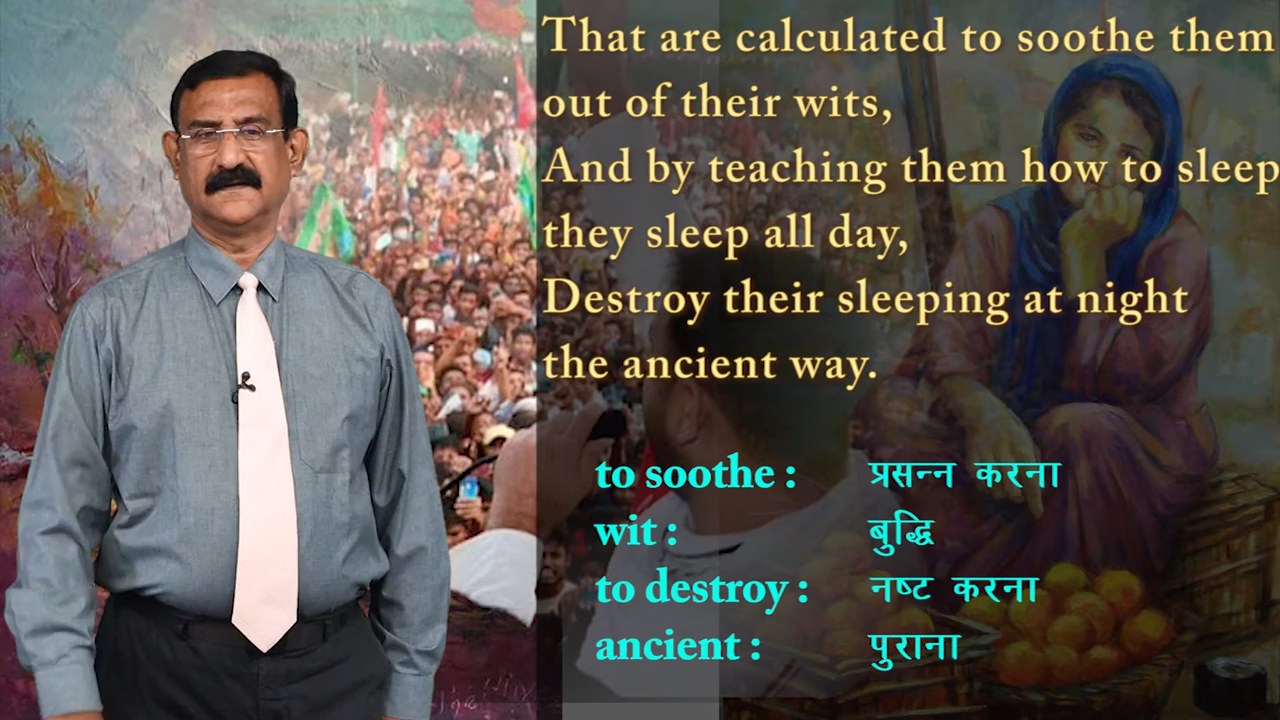 That are calculated to soothe them
out of their wits,
And by teaching them how to sleep
they sleep all day,
Destroy their sleeping at night
the ancient way.
to soothe : प्रसन्न करना
wit : बुद्धि
to destroy : नष्ट करना
ancient : पुराना